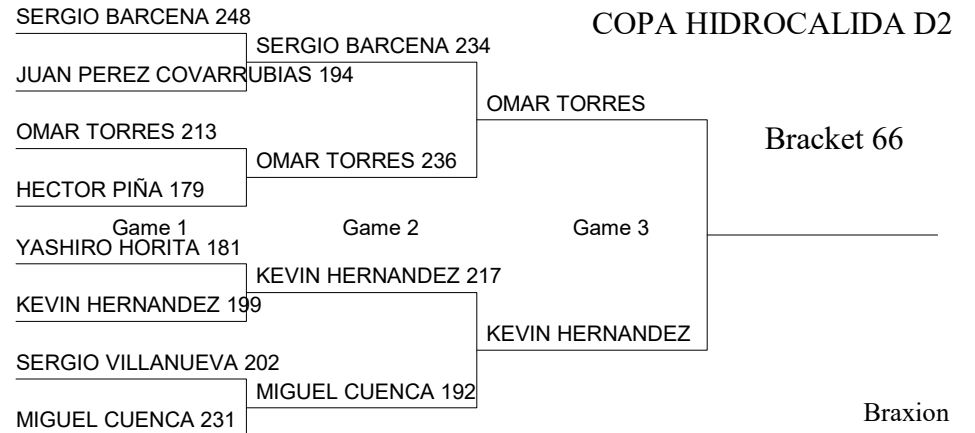 SERGIO BARCENA 248
COPA HIDROCALIDA D2
SERGIO BARCENA 234
JUAN PEREZ COVARRUBIAS 194
OMAR TORRES
OMAR TORRES 213
Bracket 66
OMAR TORRES 236
HECTOR PIÑA 179
Game 1
Game 2
Game 3
YASHIRO HORITA 181
KEVIN HERNANDEZ 217
KEVIN HERNANDEZ 199
KEVIN HERNANDEZ
SERGIO VILLANUEVA 202
MIGUEL CUENCA 192
MIGUEL CUENCA 231
Braxion